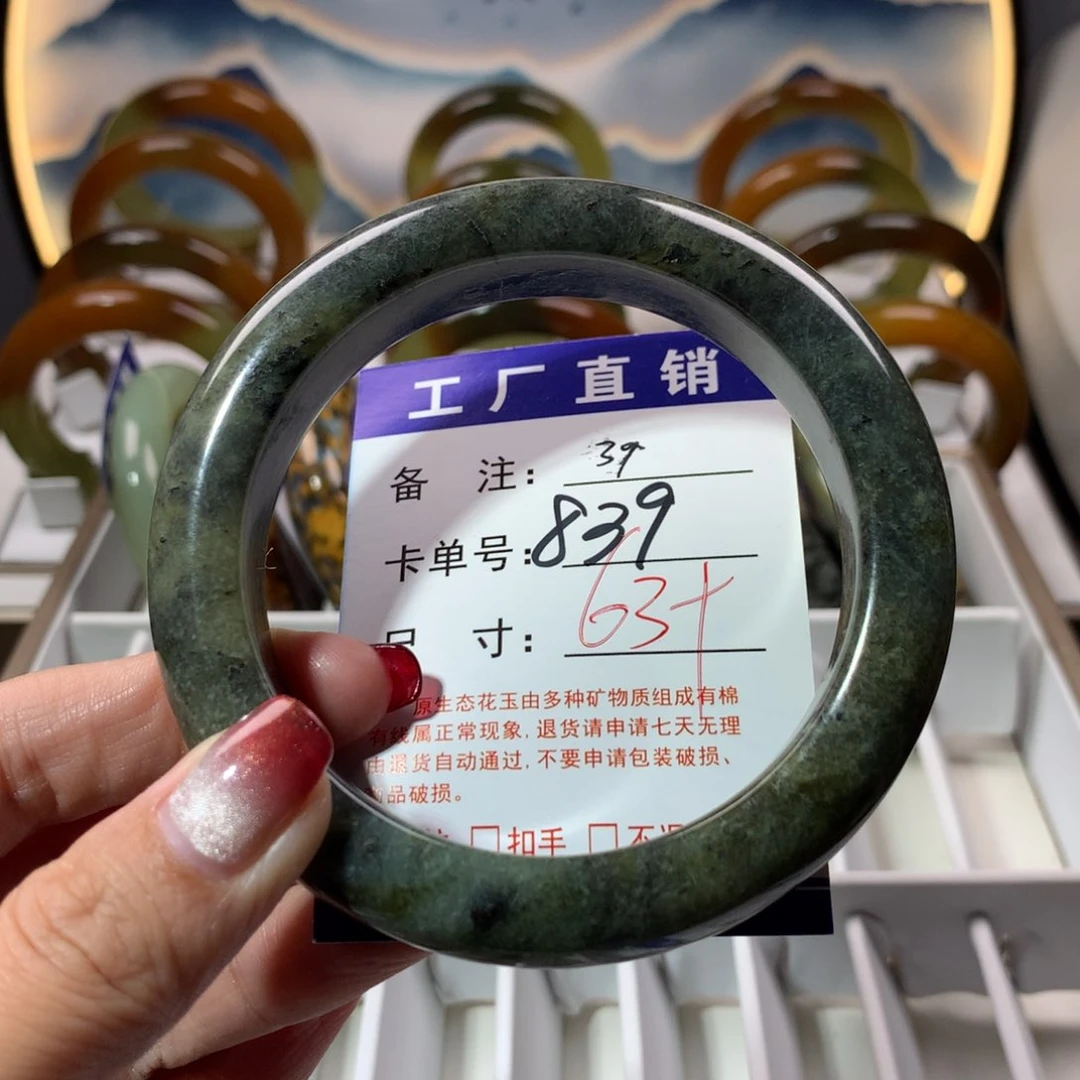 工厂直销
备 注: 39
卡单号: 839
尺 寸: 63+
原生态花玉由多种矿物质组成有棉
有线属正常现象,退货请申请七天无理
由退货自动通过,不要申请包装破损、
商品破损。
□扣手 □不退